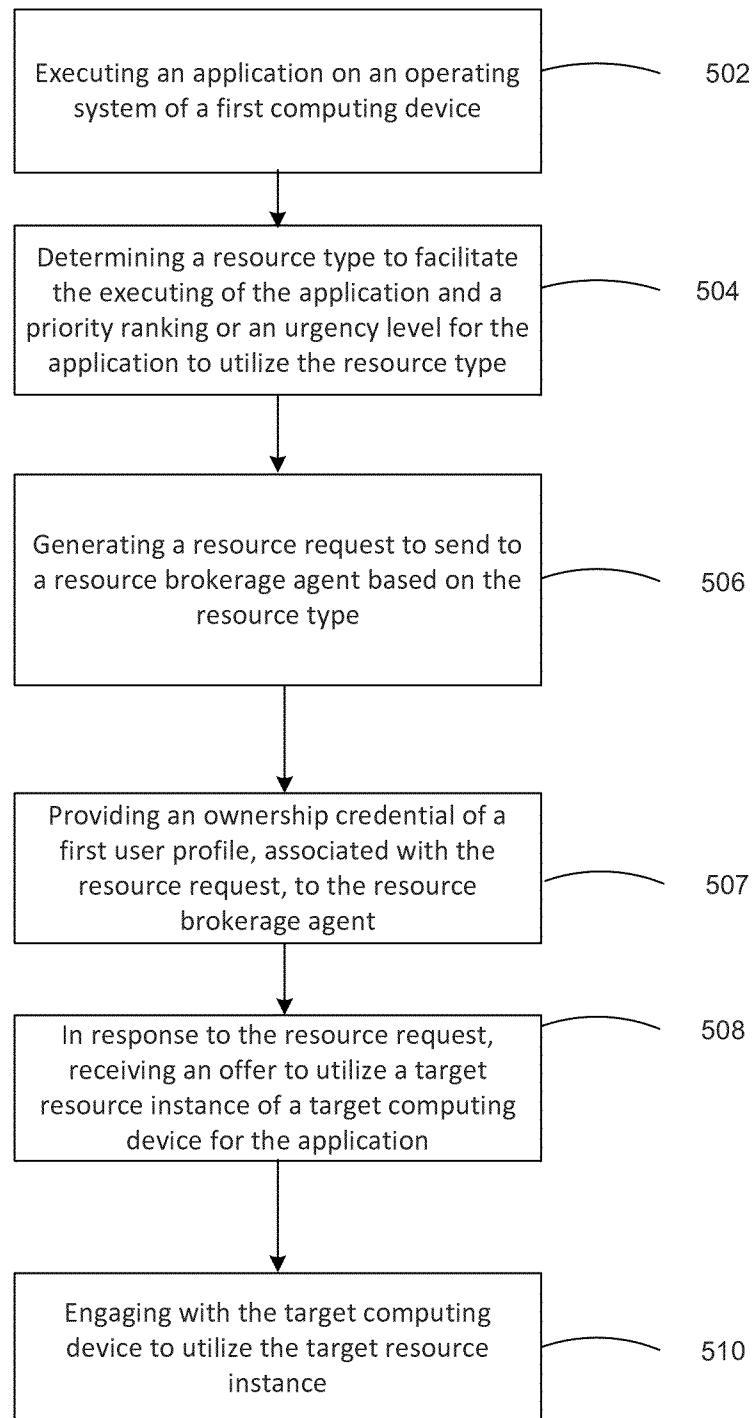 Executing an application on an operating
system of a first computing device
502
Determining a resource type to facilitate
the executing of the application and a
priority ranking or an urgency level for the
application to utilize the resource type
504
Generating a resource request to send to
a resource brokerage agent based on the
resource type
506
Providing an ownership credential of a
first user profile, associated with the
resource request, to the resource
brokerage agent
507
In response to the resource request,
receiving an offer to utilize a target
resource instance of a target computing
device for the application
508
Engaging with the target computing
device to utilize the target resource
instance
510